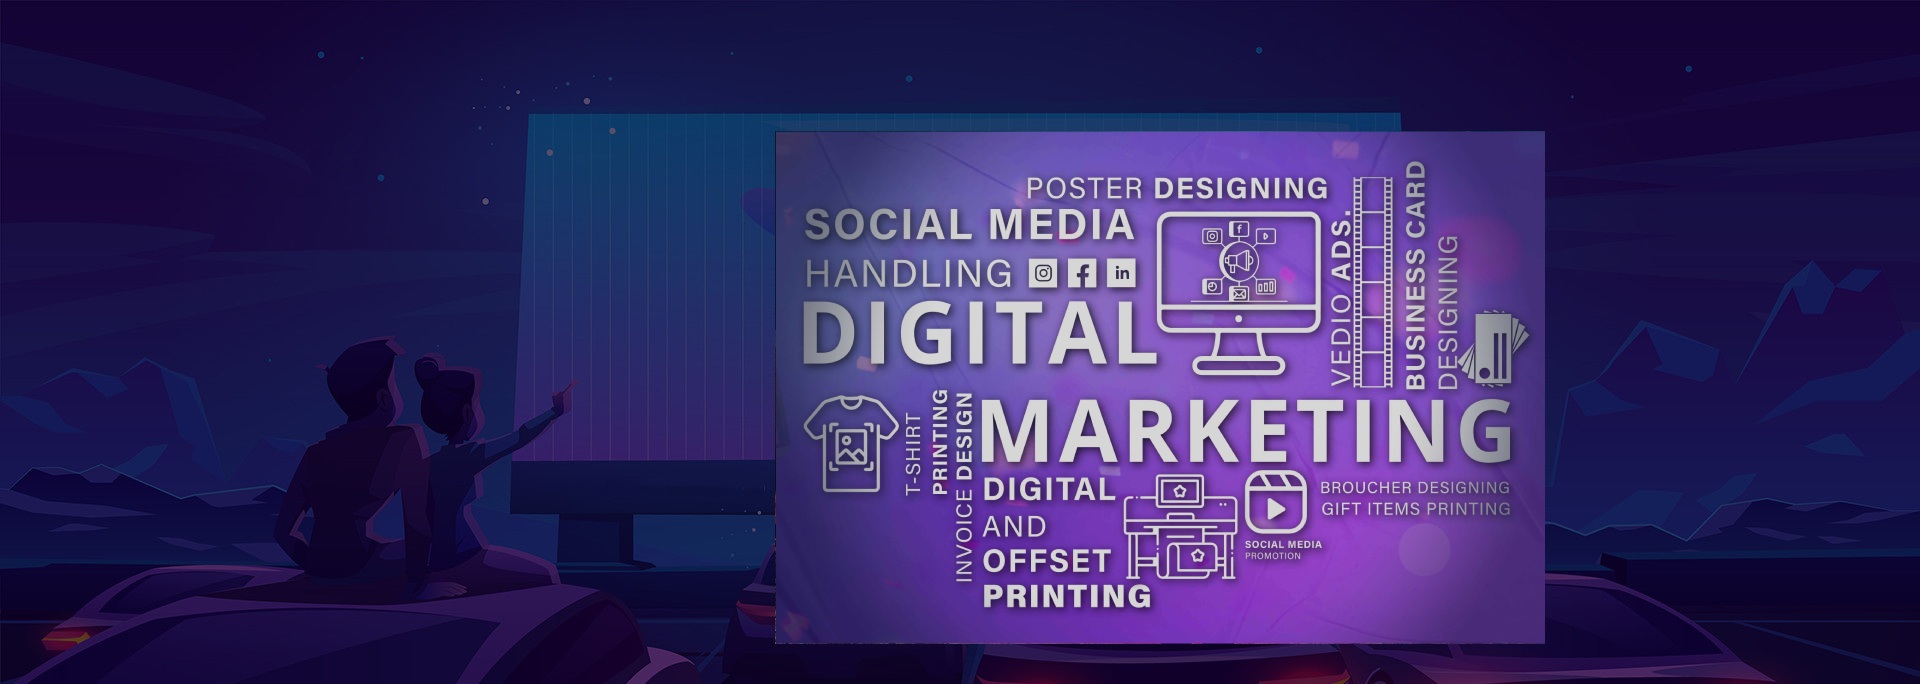 POSTER DESIGNING
SOCIAL MEDIA
HANDLING
in
DIGITAL
VEDIO ADS.
BUSINESS CARD
DESIGNING
T-SHIRT
PRINTING
INVOICE DESIGN
MARKETING
DIGITAL
AND
OFFSET
PRINTING
SOCIAL MEDIA
PROMOTION
BROUCHER DESIGNING
GIFT ITEMS PRINTING